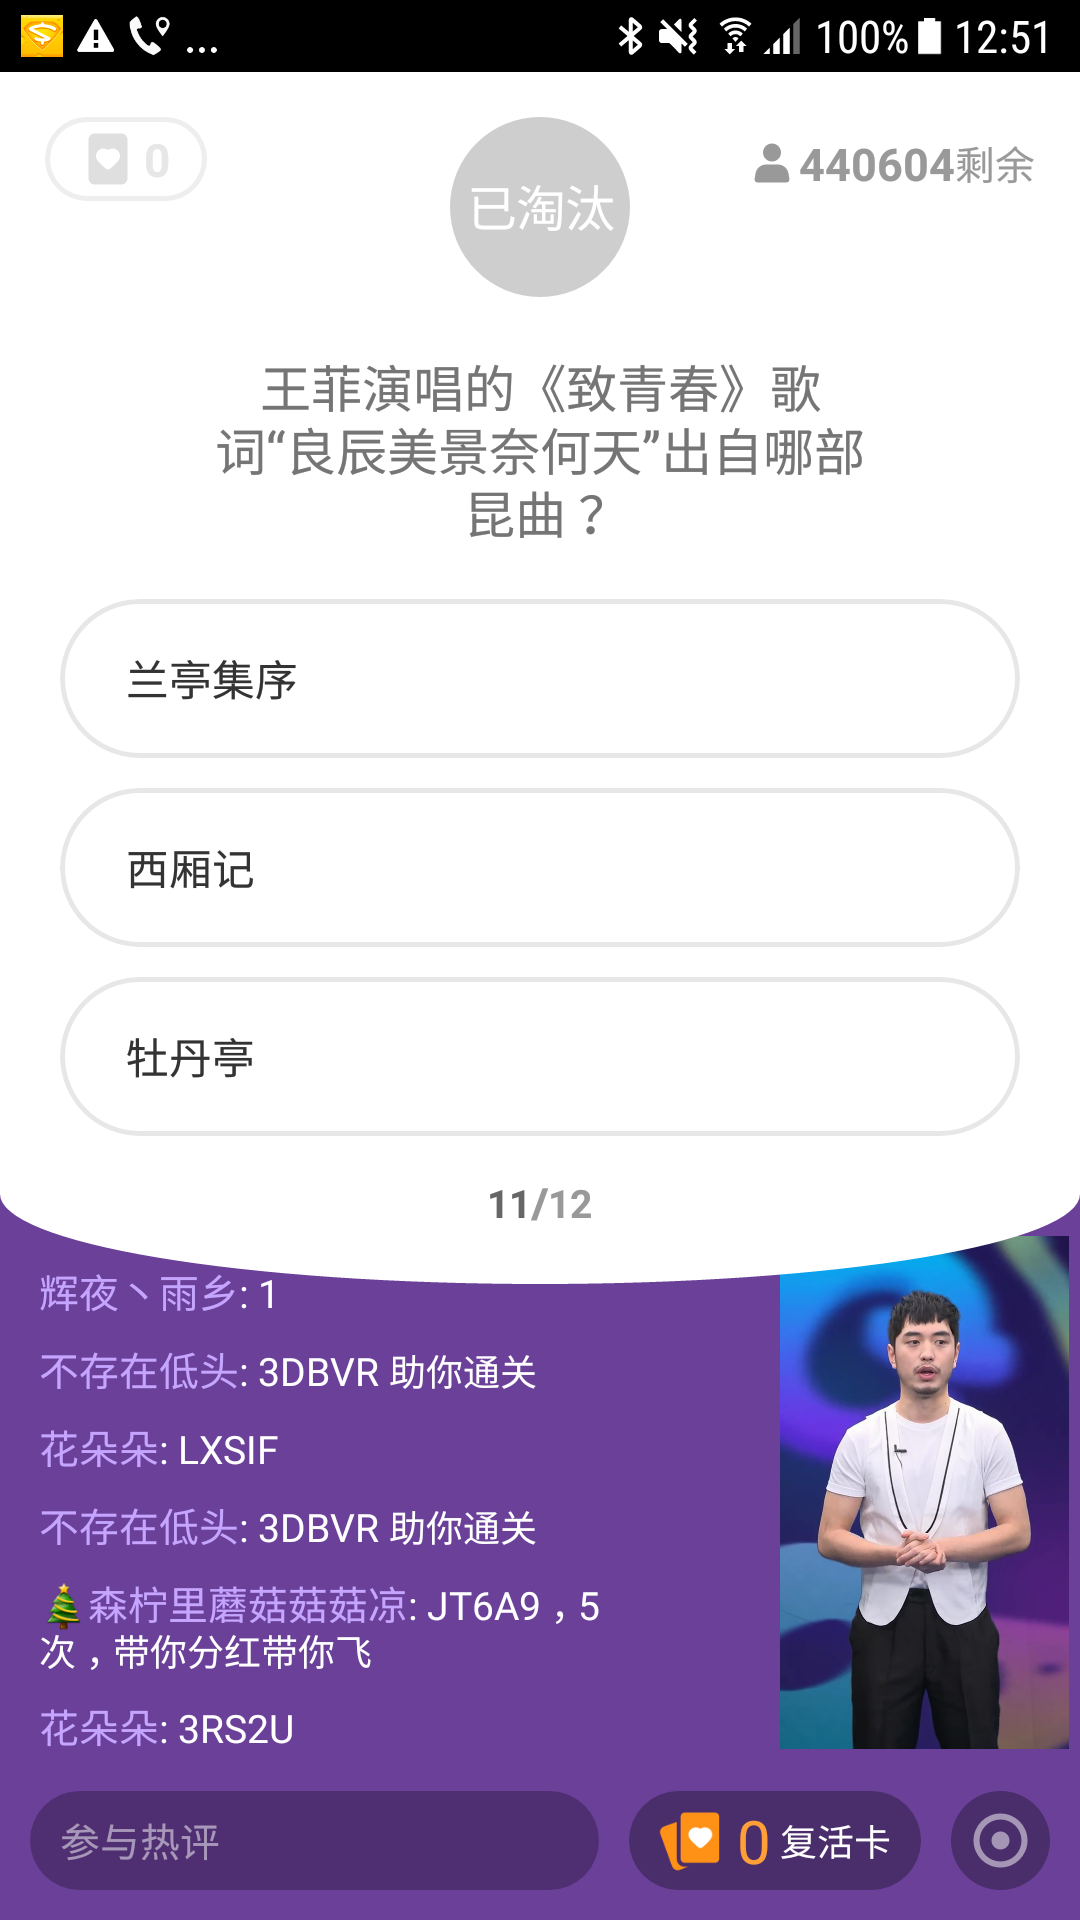 ... 100% 12:51
0
已淘汰
440604剩余
王菲演唱的《致青春》歌
词“良辰美景奈何天”出自哪部
昆曲？
兰亭集序
西厢记
牡丹亭
11/12
辉夜丶雨乡: 1
不存在低头: 3DBVR 助你通关
花朵朵: LXSIF
不存在低头: 3DBVR 助你通关
🎄森柠里蘑菇菇菇凉: JT6A9，5
次，带你分红带你飞
花朵朵: 3RS2U
参与热评
0 复活卡